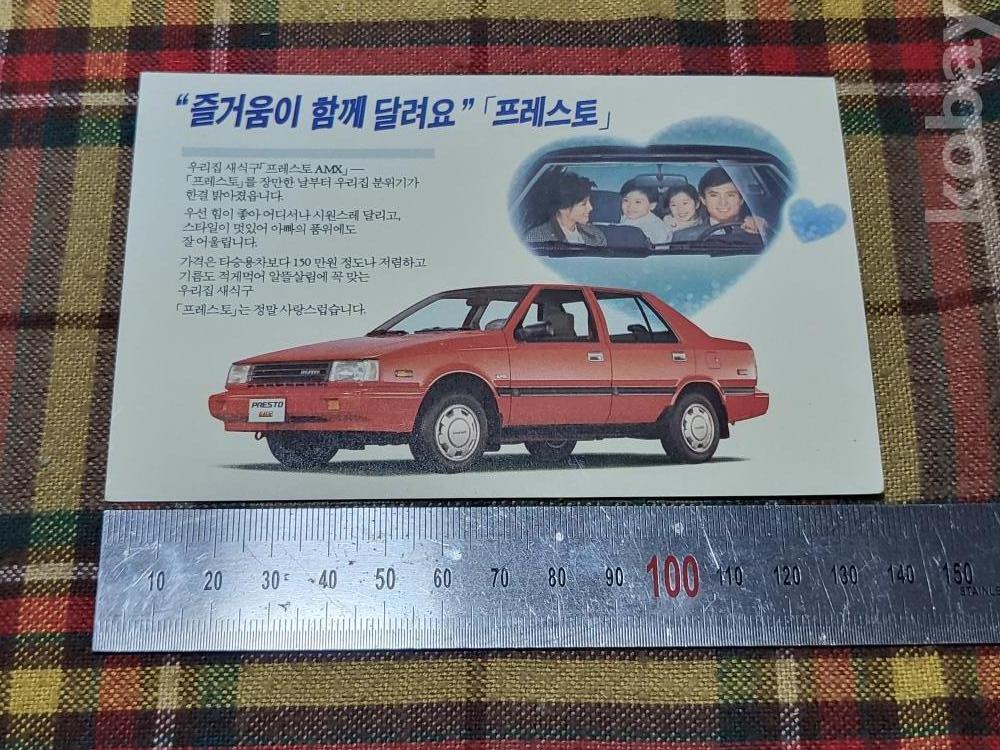 “즐거움이 함께 달려요”「프레스토」
우리집 새식구「프레스토 AMX」—
「프레스토」를 장만한 날부터 우리집 분위기가
한결 밝아졌읍니다.
우선 힘이 좋아 어디서나 시원스레 달리고,
스타일이 멋있어 아빠의 품위에도
잘 어울립니다.
가격은 타승용차보다 150 만원 정도나 저렴하고
기름도 적게먹어 알뜰살림에 꼭 맞는
우리집 새식구
「프레스토」는 정말 사랑스럽습니다.
PRESTO
10 20 30 40 50 60 70 80 90 100 110 120 130 140 150
kobay